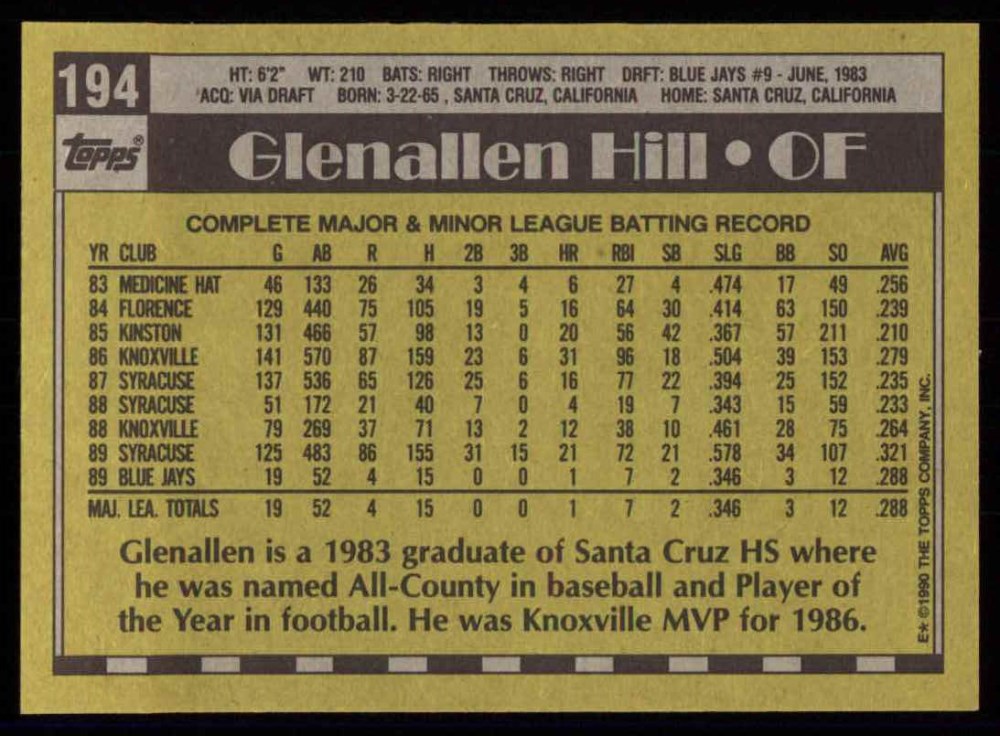 194
HT: 6'2" WT: 210 BATS: RIGHT THROWS: RIGHT DRFT: BLUE JAYS #9 - JUNE, 1983
ACQ: VIA DRAFT BORN: 3-22-65, SANTA CRUZ, CALIFORNIA HOME: SANTA CRUZ, CALIFORNIA
topps®
Glenallen Hill • OF
COMPLETE MAJOR & MINOR LEAGUE BATTING RECORD
YR CLUB G AB R H 2B 3B HR RBI SB SLG BB SO AVG
83 MEDICINE HAT 46 133 26 34 3 4 6 27 4 .474 17 49 .256
84 FLORENCE 129 440 75 105 19 5 16 64 30 .414 63 150 .239
85 KINSTON 131 466 57 98 13 0 20 56 42 .367 57 211 .210
86 KNOXVILLE 141 570 87 159 23 6 31 96 18 .504 39 153 .279
87 SYRACUSE 137 536 65 126 25 6 16 77 22 .394 25 152 .235
88 SYRACUSE 51 172 21 40 7 0 4 19 7 .343 15 59 .233
88 KNOXVILLE 79 269 37 71 13 2 12 38 10 .461 28 75 .264
89 SYRACUSE 125 483 86 155 31 15 21 72 21 .578 34 107 .321
89 BLUE JAYS 19 52 4 15 0 0 1 7 2 .346 3 12 .288
MAJ. LEA. TOTALS 19 52 4 15 0 0 1 7 2 .346 3 12 .288
Glenallen is a 1983 graduate of Santa Cruz HS where
he was named All-County in baseball and Player of
the Year in football. He was Knoxville MVP for 1986.
E* ©1990 THE TOPPS COMPANY, INC.